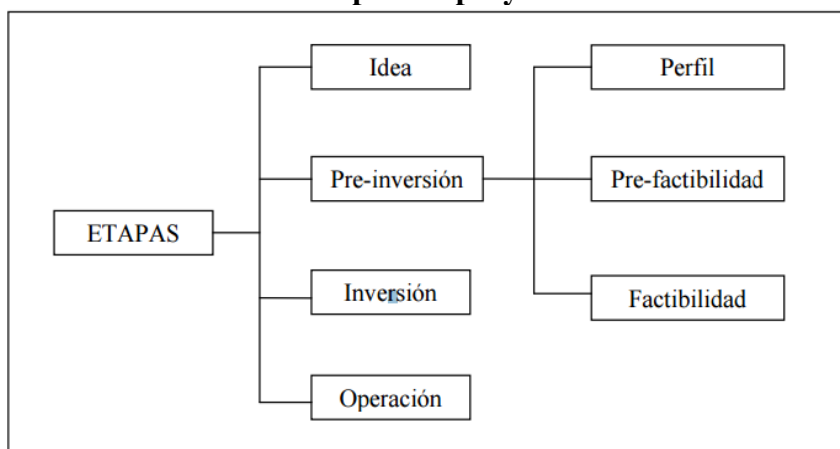 Idea
Perfil
Pre-inversión
Pre-factibilidad
ETAPAS
Inversión
Factibilidad
Operación